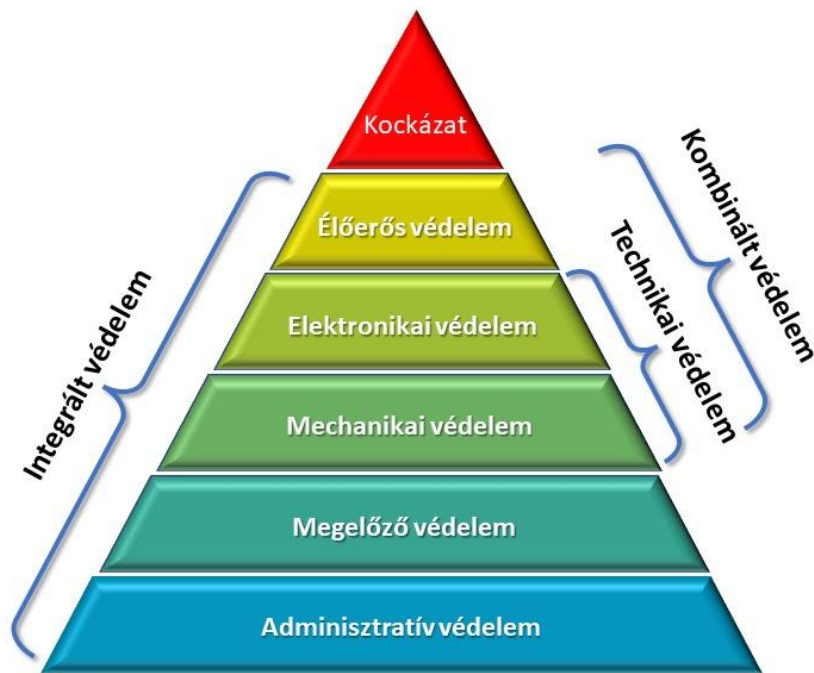 Kockázat
Élőerős védelem
Elektronikai védelem
Mechanikai védelem
Megelőző védelem
Adminisztratív védelem
Integrált védelem
Technikai védelem
Kombinált védelem